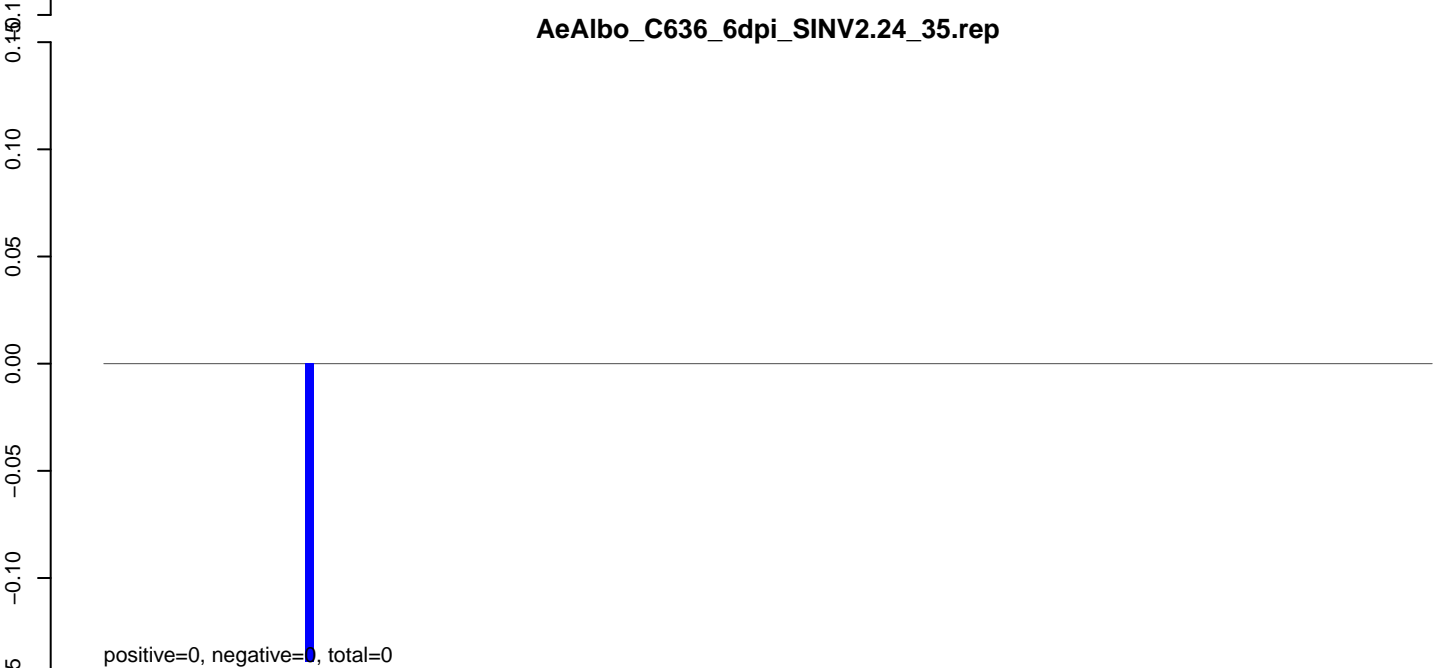 AeAlbo_C636_6dpi_SINV2.24_35.rep
0.10
0.05
0.00
−0.05
−0.10
positive=0, negative=0, total=0